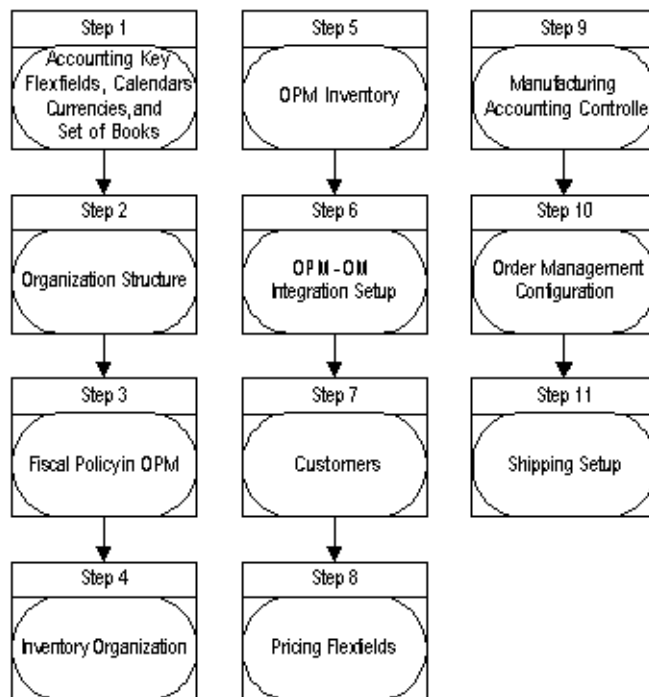 Step 1
Accounting Key
Flexfields, Calendars
Currencies,and
Set of Books
Step 2
Organization Structure
Step 3
Fiscal Policyin OPM
Step 4
Inventory Organization
Step 5
OPM Inventory
Step 6
OPM - OM
Integration Setup
Step 7
Customers
Step 8
Pricing Flexfields
Step 9
Manufacturing
Accounting Controlle
Step 10
Order Management
Configuration
Step 11
Shipping Setup